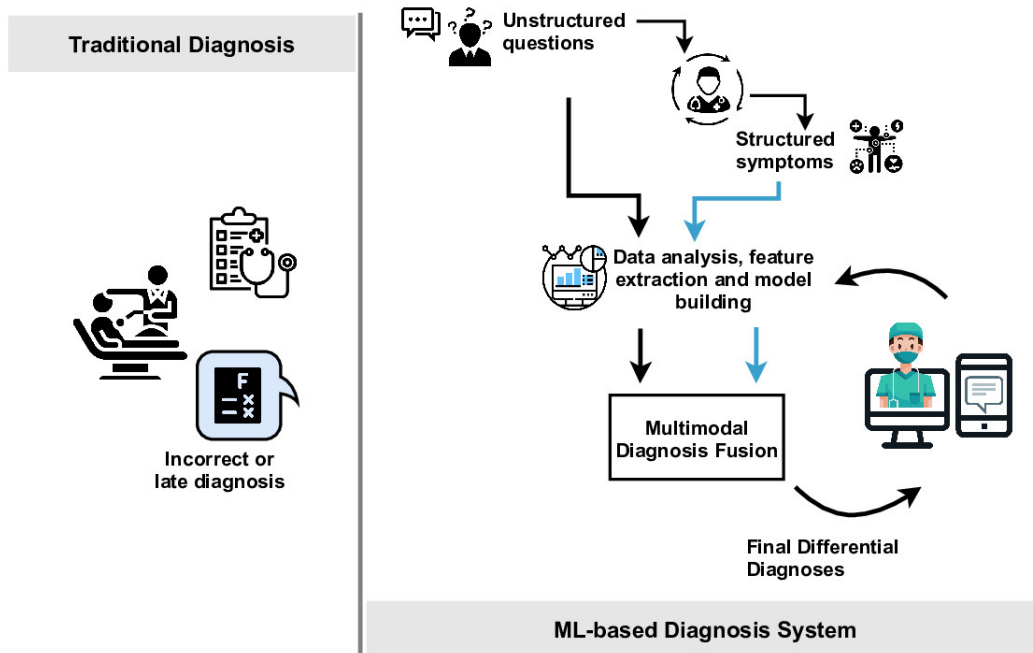 Traditional Diagnosis
F
Incorrect or
late diagnosis
Unstructured
questions
Structured
symptoms
Data analysis, feature
extraction and model
building
Multimodal
Diagnosis Fusion
Final Differential
Diagnoses
ML-based Diagnosis System